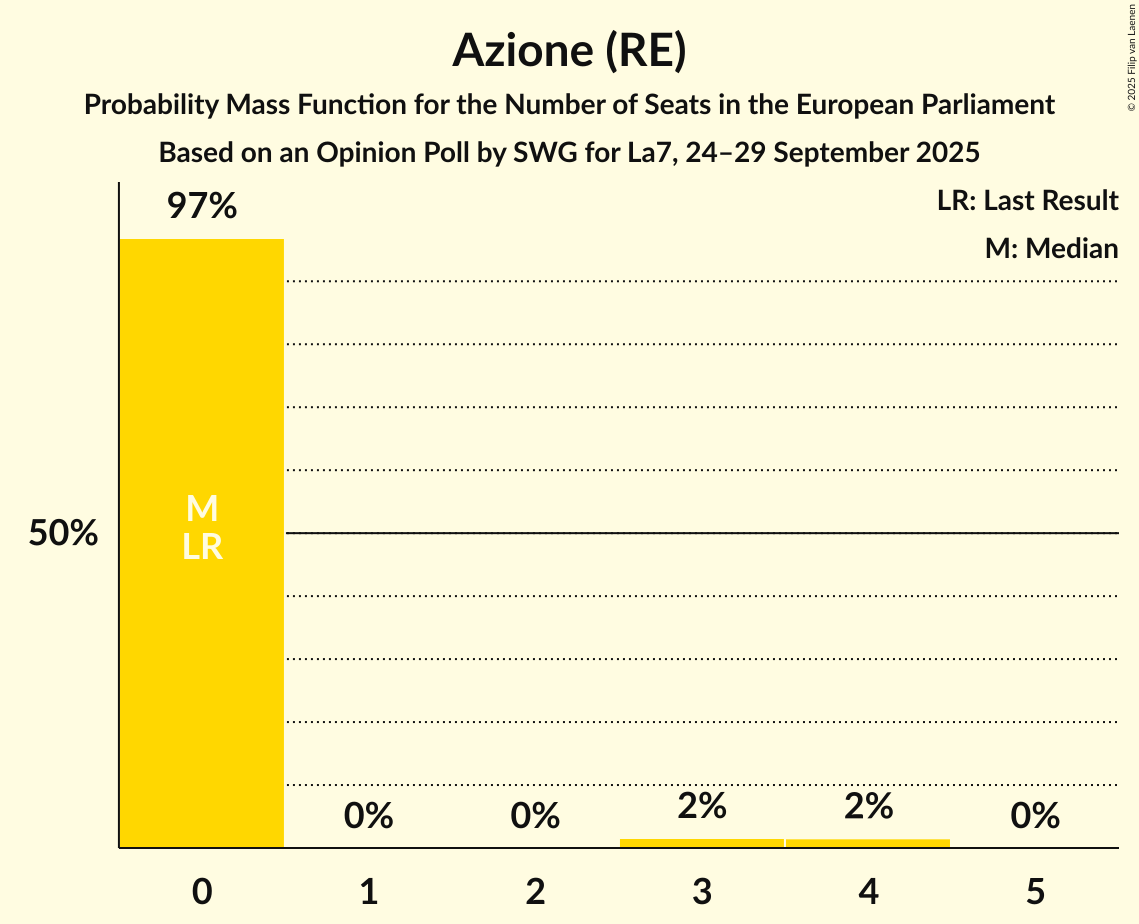 Azione (RE)
Probability Mass Function for the Number of Seats in the European Parliament
Based on an Opinion Poll by SWG for La7, 24–29 September 2025
© 2025 Filip van Laenen
LR: Last Result
M: Median
97%
M
LR
50%
0% 0% 2% 2% 0%
0 1 2 3 4 5